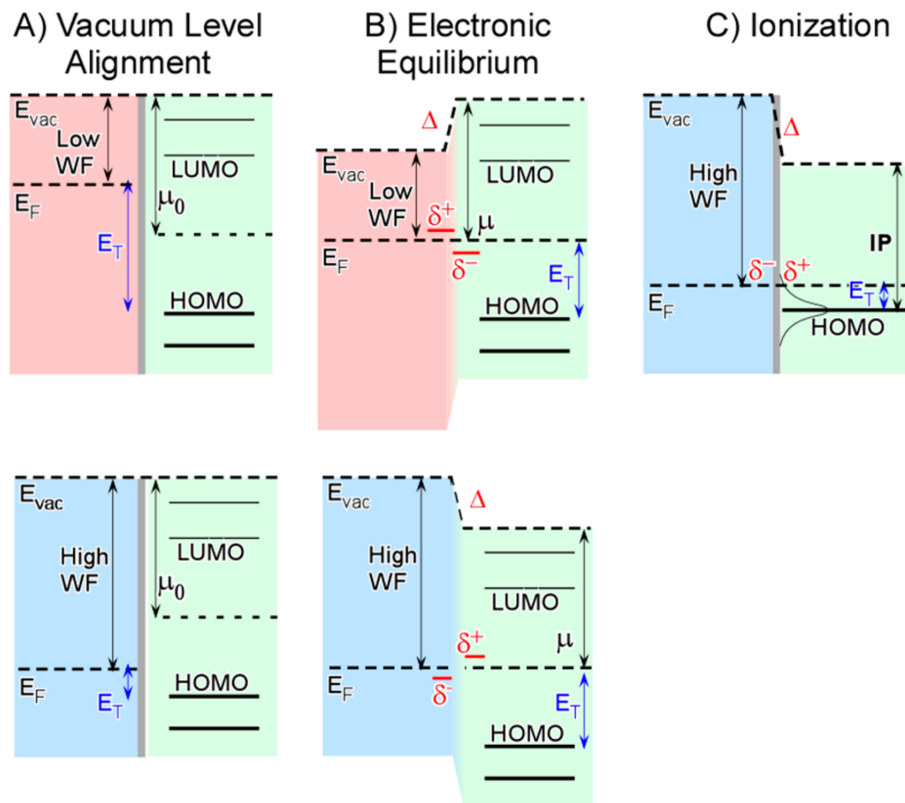 A) Vacuum Level
Alignment
B) Electronic
Equilibrium
C) Ionization
Evac
Low
WF
EF
ET
μ0
LUMO
HOMO
Evac
Low
WF
EF
Δ
δ+
δ−
μ
LUMO
ET
HOMO
Evac
High
WF
EF
Δ
δ−
δ+
IP
ET
HOMO
Evac
High
WF
EF
ET
μ0
LUMO
HOMO
Evac
High
WF
EF
Δ
δ+
δ-
LUMO
μ
ET
HOMO